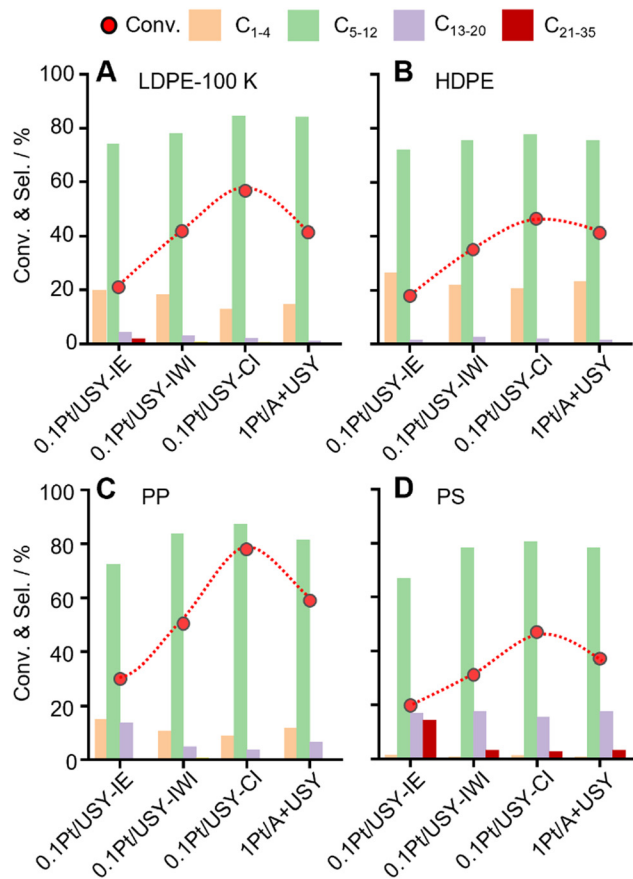 Conv. C₁₋₄ C₅₋₁₂ C₁₃₋₂₀ C₂₁₋₃₅
A LDPE-100 K
B HDPE
Conv. & Sel. / %
100
80
60
40
20
0
0.1Pt/USY-IE
0.1Pt/USY-IWI
0.1Pt/USY-CI
1Pt/A+USY
0.1Pt/USY-IE
0.1Pt/USY-IWI
0.1Pt/USY-CI
1Pt/A+USY
C PP
D PS
Conv. & Sel. / %
100
80
60
40
20
0
0.1Pt/USY-IE
0.1Pt/USY-IWI
0.1Pt/USY-CI
1Pt/A+USY
0.1Pt/USY-IE
0.1Pt/USY-IWI
0.1Pt/USY-CI
1Pt/A+USY